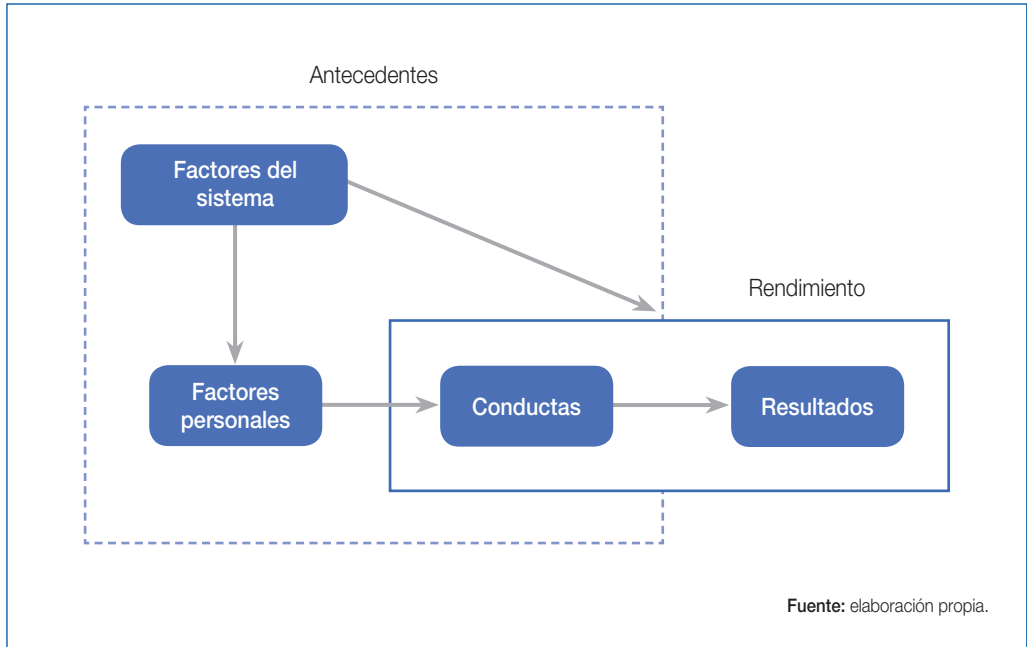 Antecedentes
Factores del
sistema
Rendimiento
Factores
personales
Conductas
Resultados
Fuente: elaboración propia.